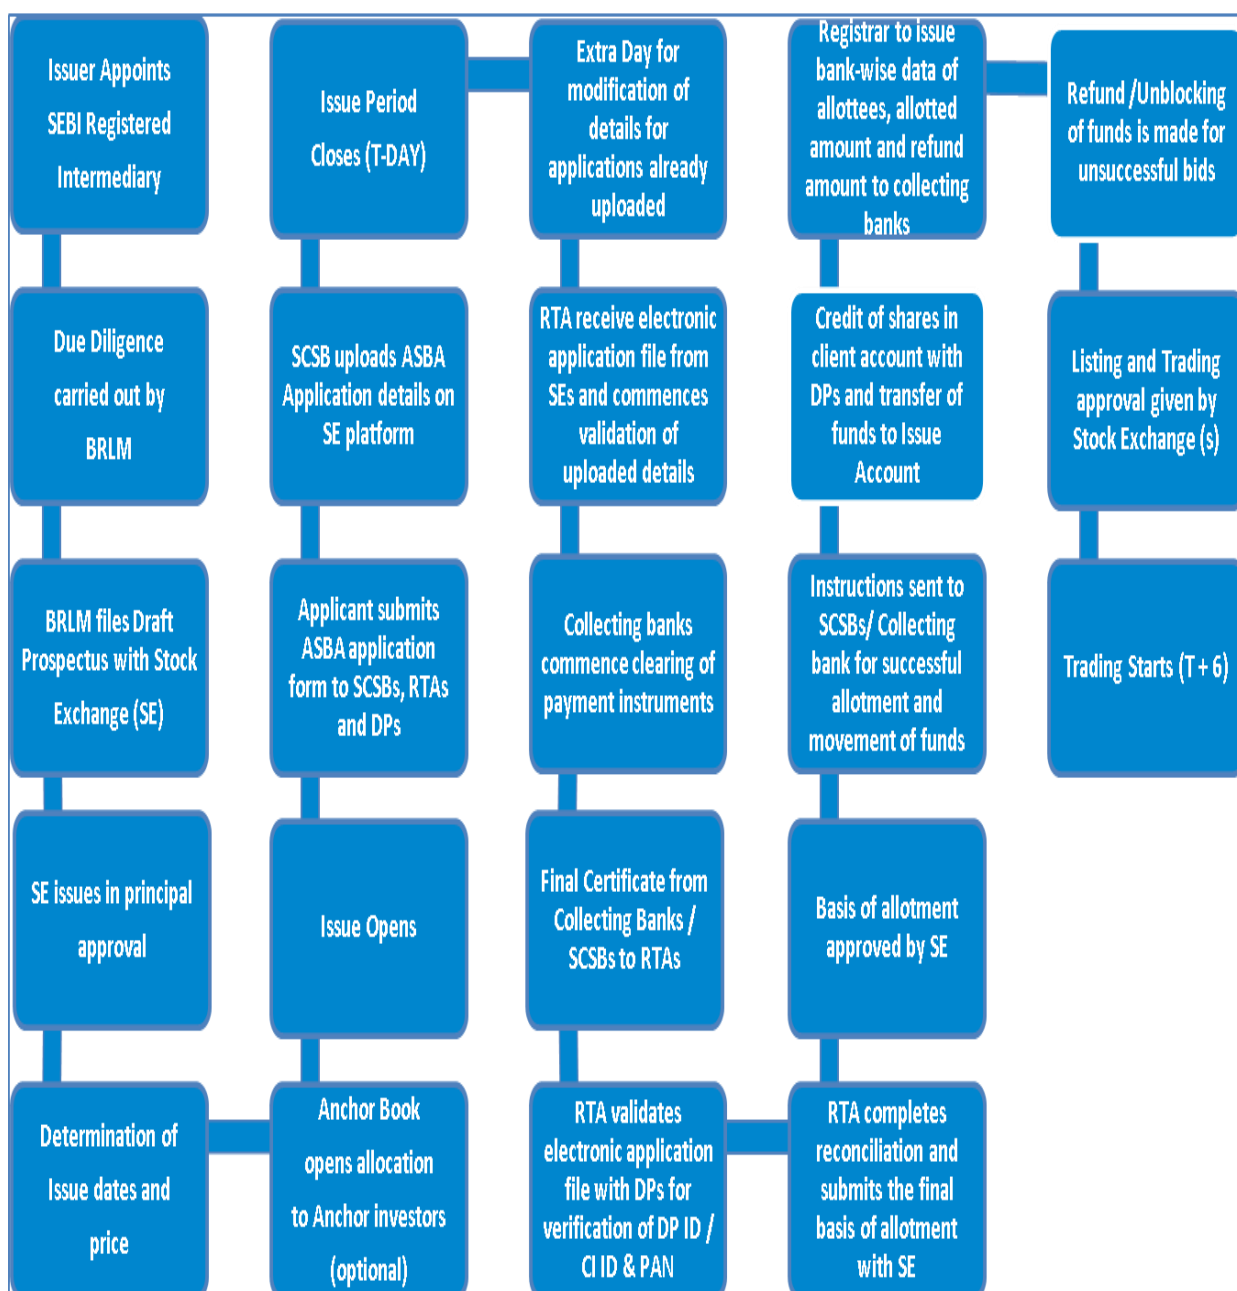 Issuer Appoints
SEBI Registered
Intermediary
Due Diligence
carried out by
BRLM
BRLM files Draft
Prospectus with Stock
Exchange (SE)
SE issues in principal
approval
Determination of
Issue dates and
price
Anchor Book
opens allocation
to Anchor investors
(optional)
Issue Opens
Applicant submits
ASBA application
form to SCSBs, RTAs
and DPs
SCSB uploads ASBA
Application details on
SE platform
Issue Period
Closes (T-DAY)
Extra Day for
modification of
details for
applications already
uploaded
RTA receive electronic
application file from
SEs and commences
validation of
uploaded details
Collecting banks
commence clearing of
payment instruments
Final Certificate from
Collecting Banks /
SCSBs to RTAs
RTA validates
electronic application
file with DPs for
verification of DP ID /
CI ID & PAN
RTA completes
reconciliation and
submits the final
basis of allotment
with SE
Basis of allotment
approved by SE
Instructions sent to
SCSBs/ Collecting
bank for successful
allotment and
movement of funds
Credit of shares in
client account with
DPs and transfer of
funds to Issue
Account
Registrar to issue
bank-wise data of
allottees, allotted
amount and refund
amount to collecting
banks
Refund /Unblocking
of funds is made for
unsuccessful bids
Listing and Trading
approval given by
Stock Exchange (s)
Trading Starts (T + 6)